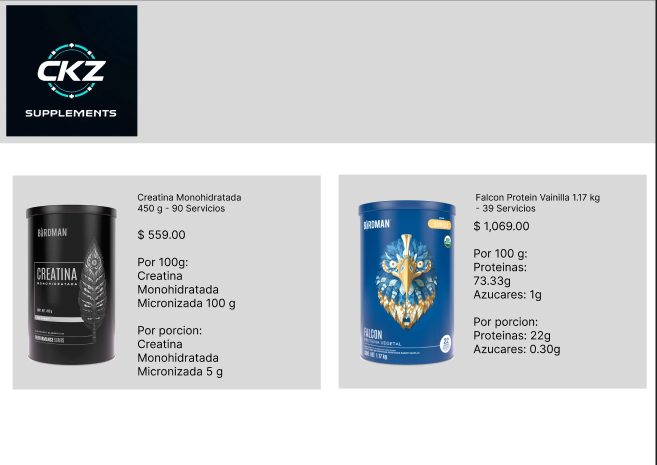 CKZ
SUPPLEMENTS
Creatina Monohidratada
450 g - 90 Servicios
$ 559.00
Por 100g:
Creatina
Monohidratada
Micronizada 100 g
Por porcion:
Creatina
Monohidratada
Micronizada 5 g
BIRDMAN
CREATINA
MONOHIDRATADA
PERFORMANCE SERIES
Falcon Protein Vainilla 1.17 kg
- 39 Servicios
$ 1,069.00
Por 100 g:
Proteinas:
73.33g
Azucares: 1g
Por porcion:
Proteinas: 22g
Azucares: 0.30g
BIRDMAN
FALCON